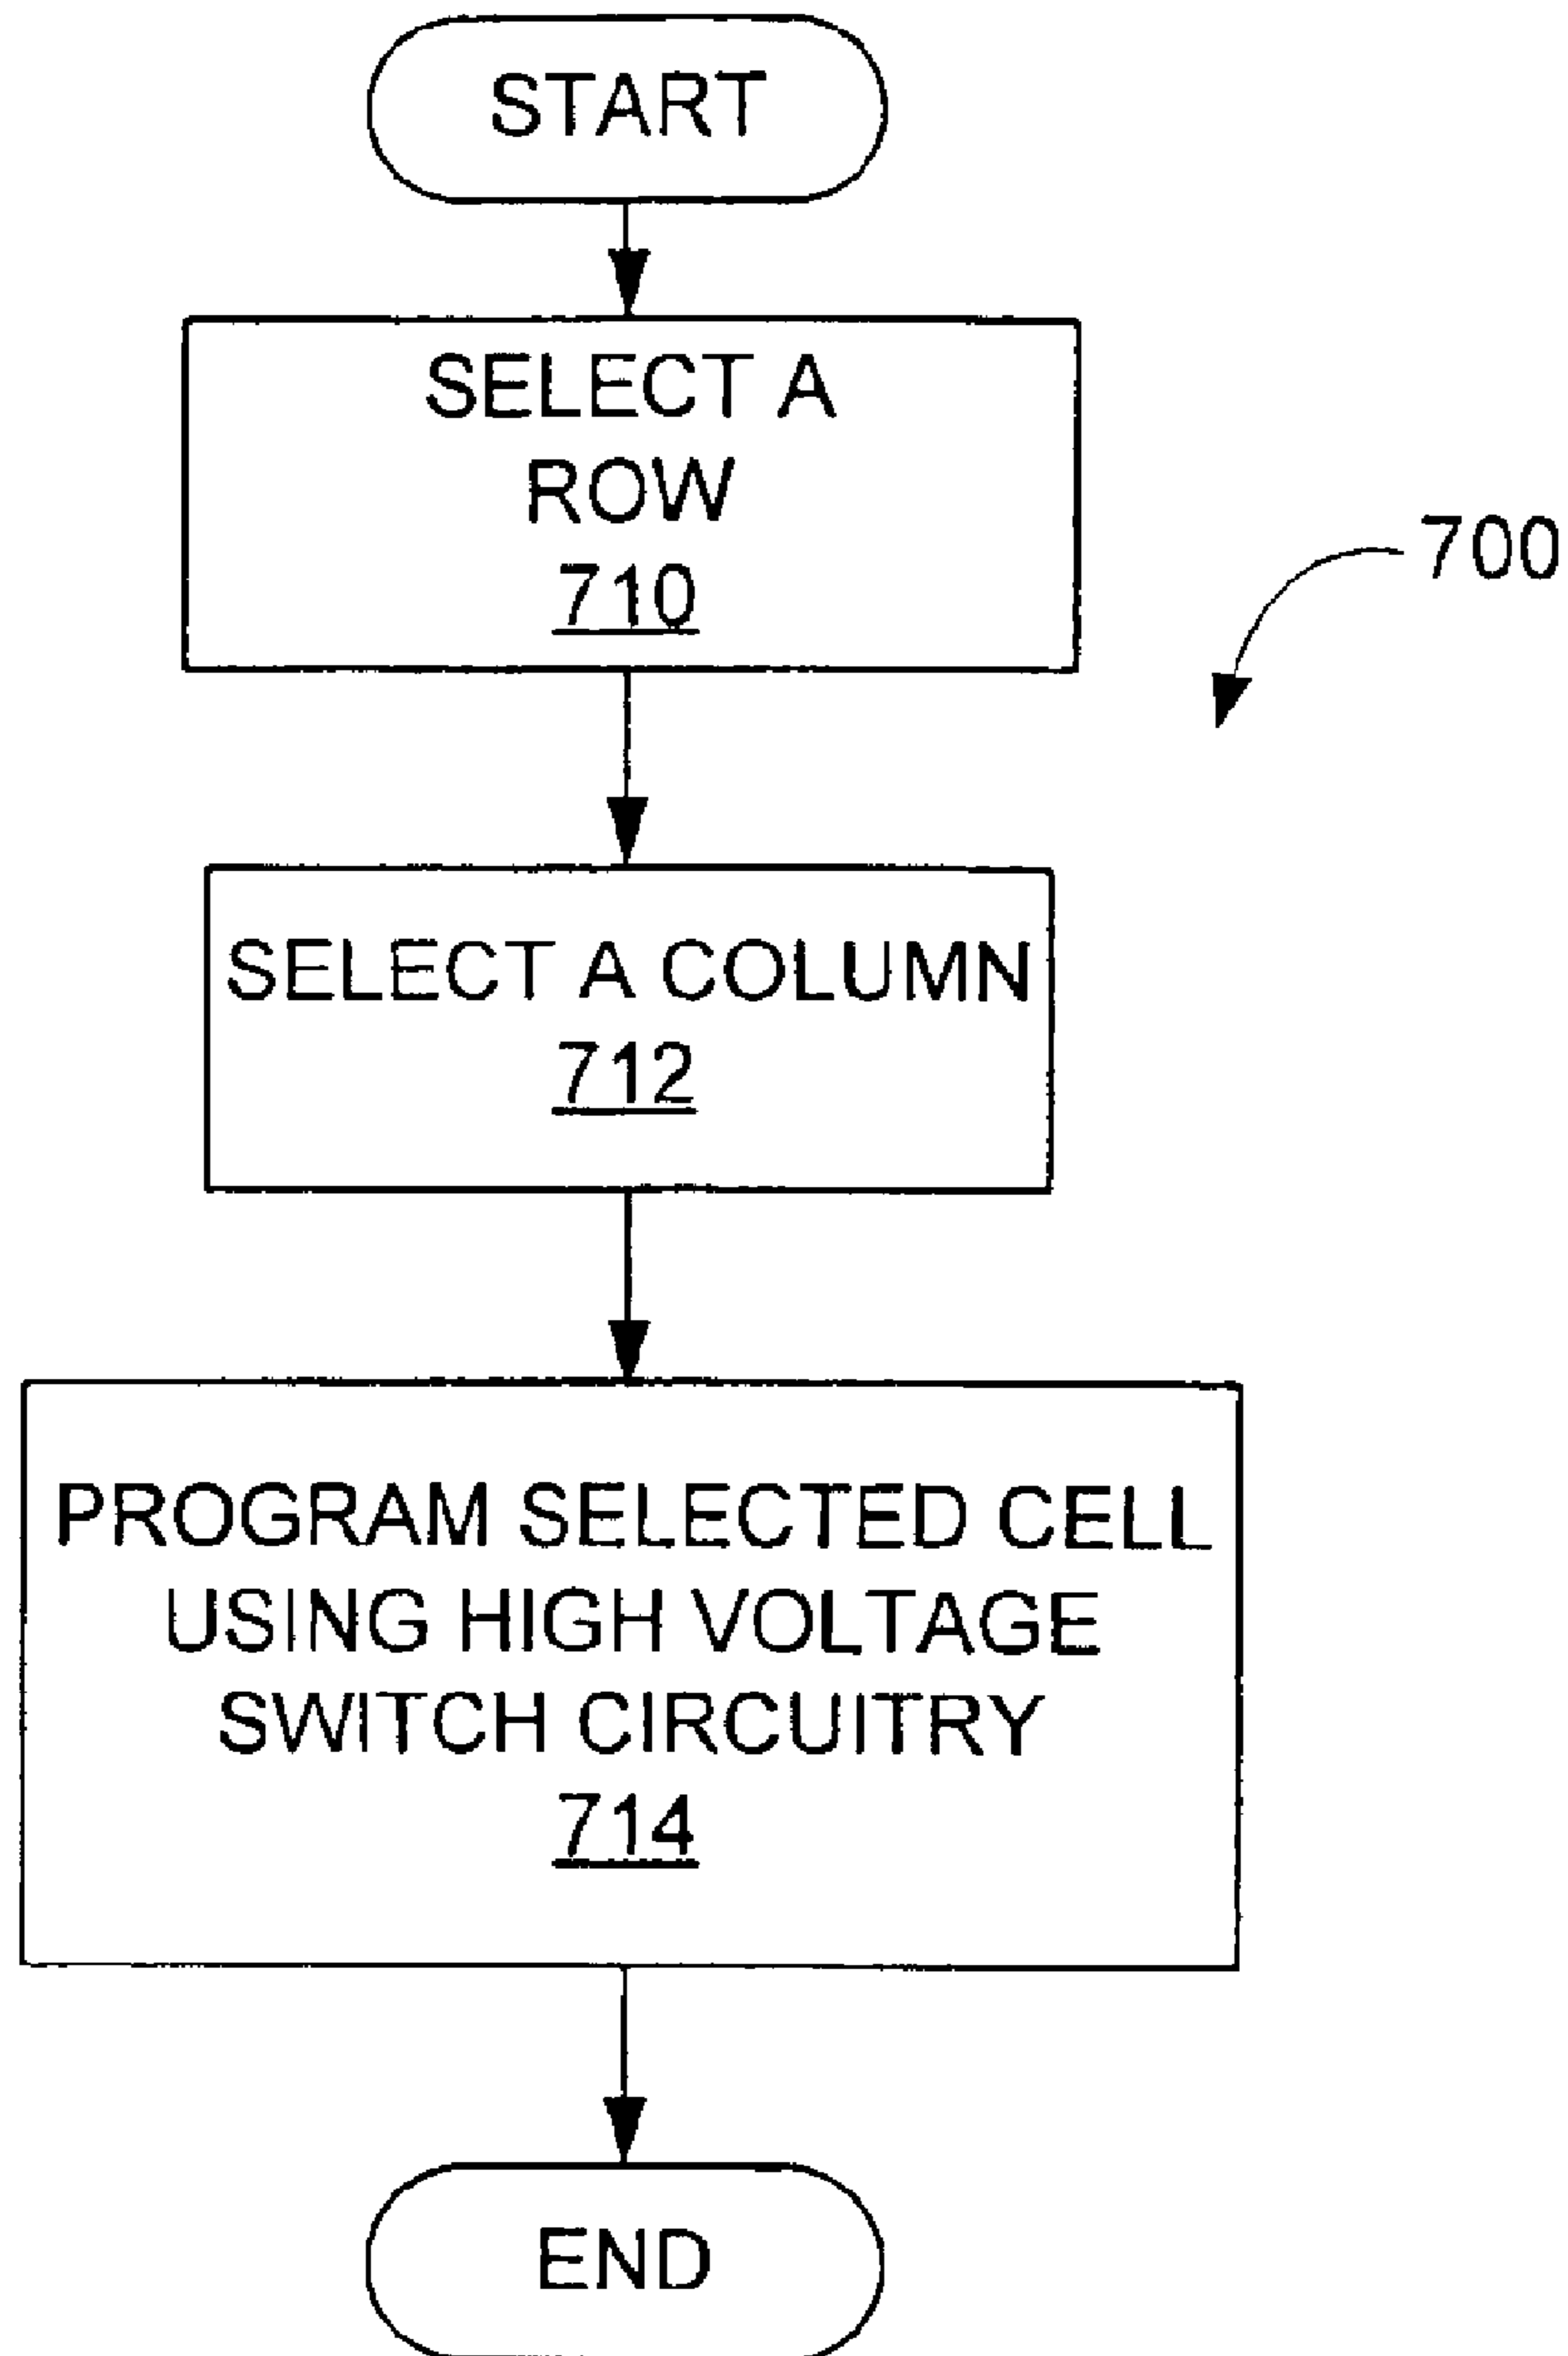 START
SELECT A
ROW
710
700
SELECT A COLUMN
712
PROGRAM SELECTED CELL
USING HIGH VOLTAGE
SWITCH CIRCUITRY
714
END